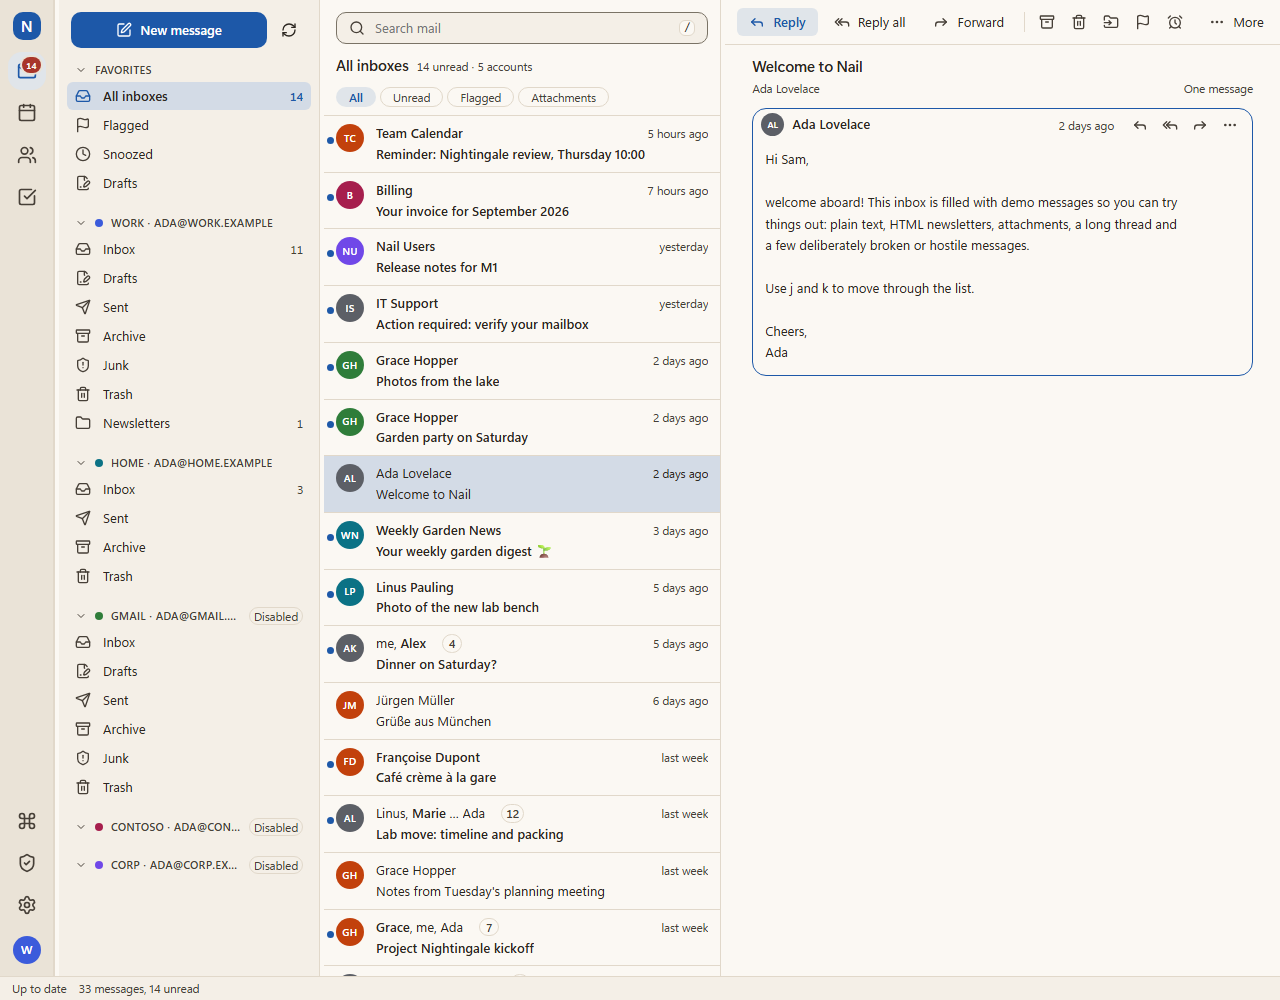 N
14
W
New message
FAVORITES
All inboxes 14
Flagged
Snoozed
Drafts
WORK · ADA@WORK.EXAMPLE
Inbox 11
Drafts
Sent
Archive
Junk
Trash
Newsletters 1
HOME · ADA@HOME.EXAMPLE
Inbox 3
Sent
Archive
Trash
GMAIL · ADA@GMAIL.... Disabled
Inbox
Drafts
Sent
Archive
Junk
Trash
CONTOSO · ADA@CON... Disabled
CORP · ADA@CORP.EX... Disabled
Search mail /
All inboxes 14 unread · 5 accounts
All Unread Flagged Attachments
TC Team Calendar 5 hours ago
Reminder: Nightingale review, Thursday 10:00
B Billing 7 hours ago
Your invoice for September 2026
NU Nail Users yesterday
Release notes for M1
IS IT Support yesterday
Action required: verify your mailbox
GH Grace Hopper 2 days ago
Photos from the lake
GH Grace Hopper 2 days ago
Garden party on Saturday
AL Ada Lovelace 2 days ago
Welcome to Nail
WN Weekly Garden News 3 days ago
Your weekly garden digest 🌱
LP Linus Pauling 5 days ago
Photo of the new lab bench
AK me, Alex 4 5 days ago
Dinner on Saturday?
JM Jürgen Müller 6 days ago
Grüße aus München
FD Françoise Dupont last week
Café crème à la gare
AL Linus, Marie ... Ada 12 last week
Lab move: timeline and packing
GH Grace Hopper last week
Notes from Tuesday's planning meeting
GH Grace, me, Ada 7 last week
Project Nightingale kickoff
Reply Reply all Forward More
Welcome to Nail
Ada Lovelace One message
AL Ada Lovelace 2 days ago
Hi Sam,
welcome aboard! This inbox is filled with demo messages so you can try
things out: plain text, HTML newsletters, attachments, a long thread and
a few deliberately broken or hostile messages.
Use j and k to move through the list.
Cheers,
Ada
Up to date 33 messages, 14 unread